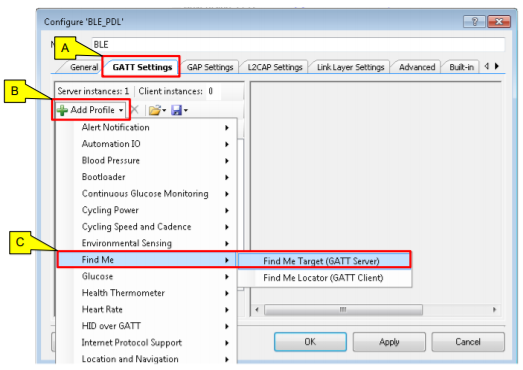 Configure 'BLE_PDL'
A
BLE
General
GATT Settings
GAP Settings
L2CAP Settings
Link Layer Settings
Advanced
Built-in
B
Server instances: 1
Client instances: 0
Add Profile
Alert Notification
Automation IO
Blood Pressure
Bootloader
Continuous Glucose Monitoring
Cycling Power
Cycling Speed and Cadence
C
Environmental Sensing
Find Me
Find Me Target (GATT Server)
Glucose
Find Me Locator (GATT Client)
Health Thermometer
Heart Rate
HID over GATT
Internet Protocol Support
OK
Apply
Cancel
Location and Navigation